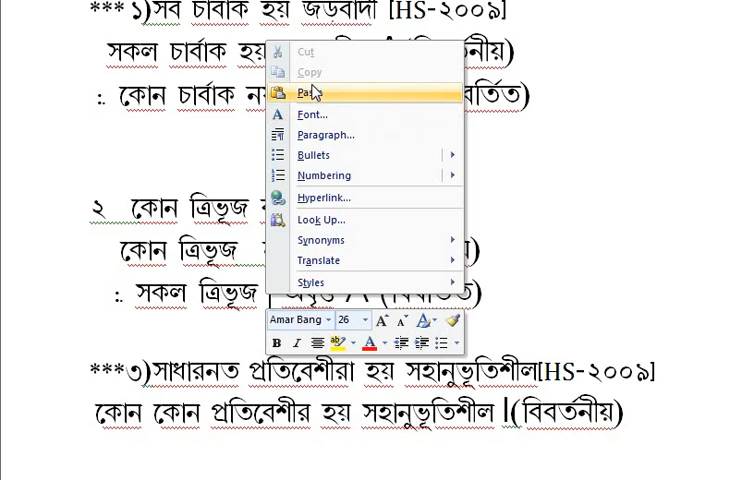 ***১)সব চার্বাক হয় জড়বাদী [HS-২০০৯]
সকল চার্বাক হয়
নীয়)
:. কোন চার্বাক
বর্তিত)
Cut
Copy
Paste
Font...
Paragraph...
Bullets
Numbering
Hyperlink...
Look Up...
Synonyms
Translate
Styles
২ কোন ত্রিভূজ
কোন ত্রিভূজ
:. সকল ত্রিভূজ
Amar Bang 26
***৩)সাধারনত প্রতিবেশীরা হয় সহানুভূতিশীল[HS-২০০৯]
কোন কোন প্রতিবেশীর হয় সহানুভূতিশীল |(বিবর্তনীয়)